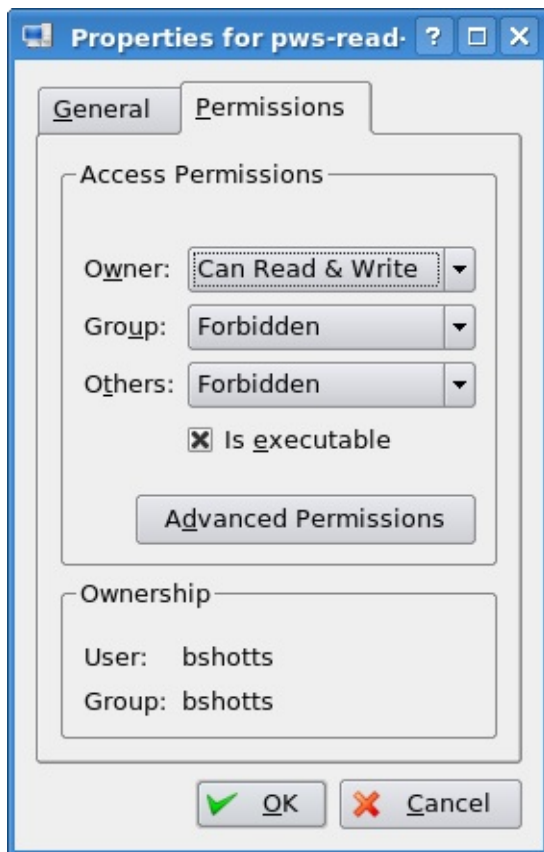 Properties for pws-read-
General
Permissions
Access Permissions
Owner: Can Read & Write
Group: Forbidden
Others: Forbidden
Is executable
Advanced Permissions
Ownership
User: bshotts
Group: bshotts
OK
Cancel